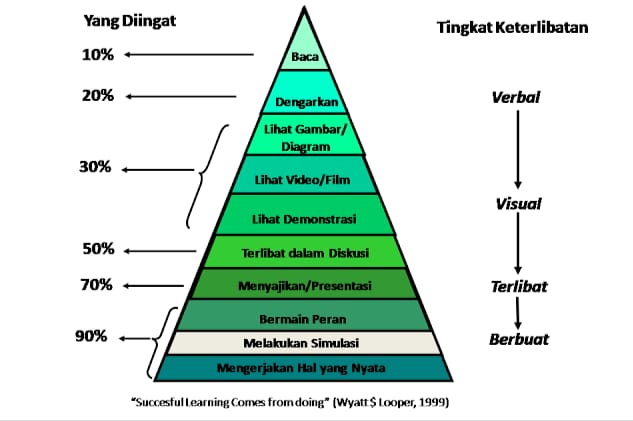 Yang Diingat
Tingkat Keterlibatan
10%
Baca
20%
Dengarkan
Verbal
Lihat Gambar/
Diagram
30%
Lihat Video/Film
Visual
Lihat Demonstrasi
50%
Terlibat dalam Diskusi
70%
Menyajikan/Presentasi
Terlibat
Bermain Peran
90%
Melakukan Simulasi
Berbuat
Mengerjakan Hal yang Nyata
“Succesful Learning Comes from doing” (Wyatt $ Looper, 1999)